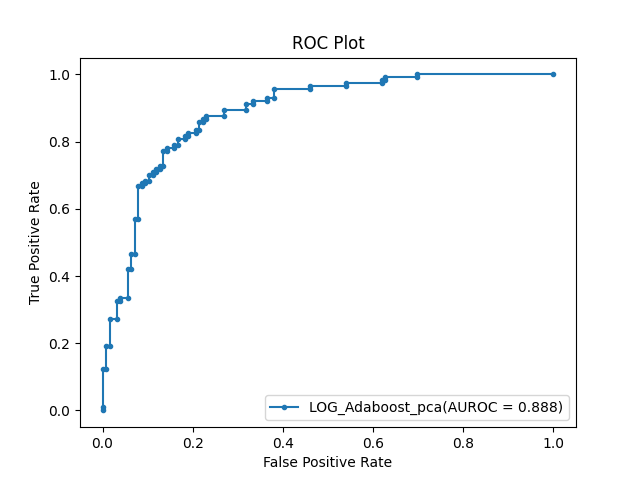 ROC Plot
1.0
0.8
0.6
0.4
0.2
0.0
True Positive Rate
LOG_Adaboost_pca(AUROC = 0.888)
0.0 0.2 0.4 0.6 0.8 1.0
False Positive Rate